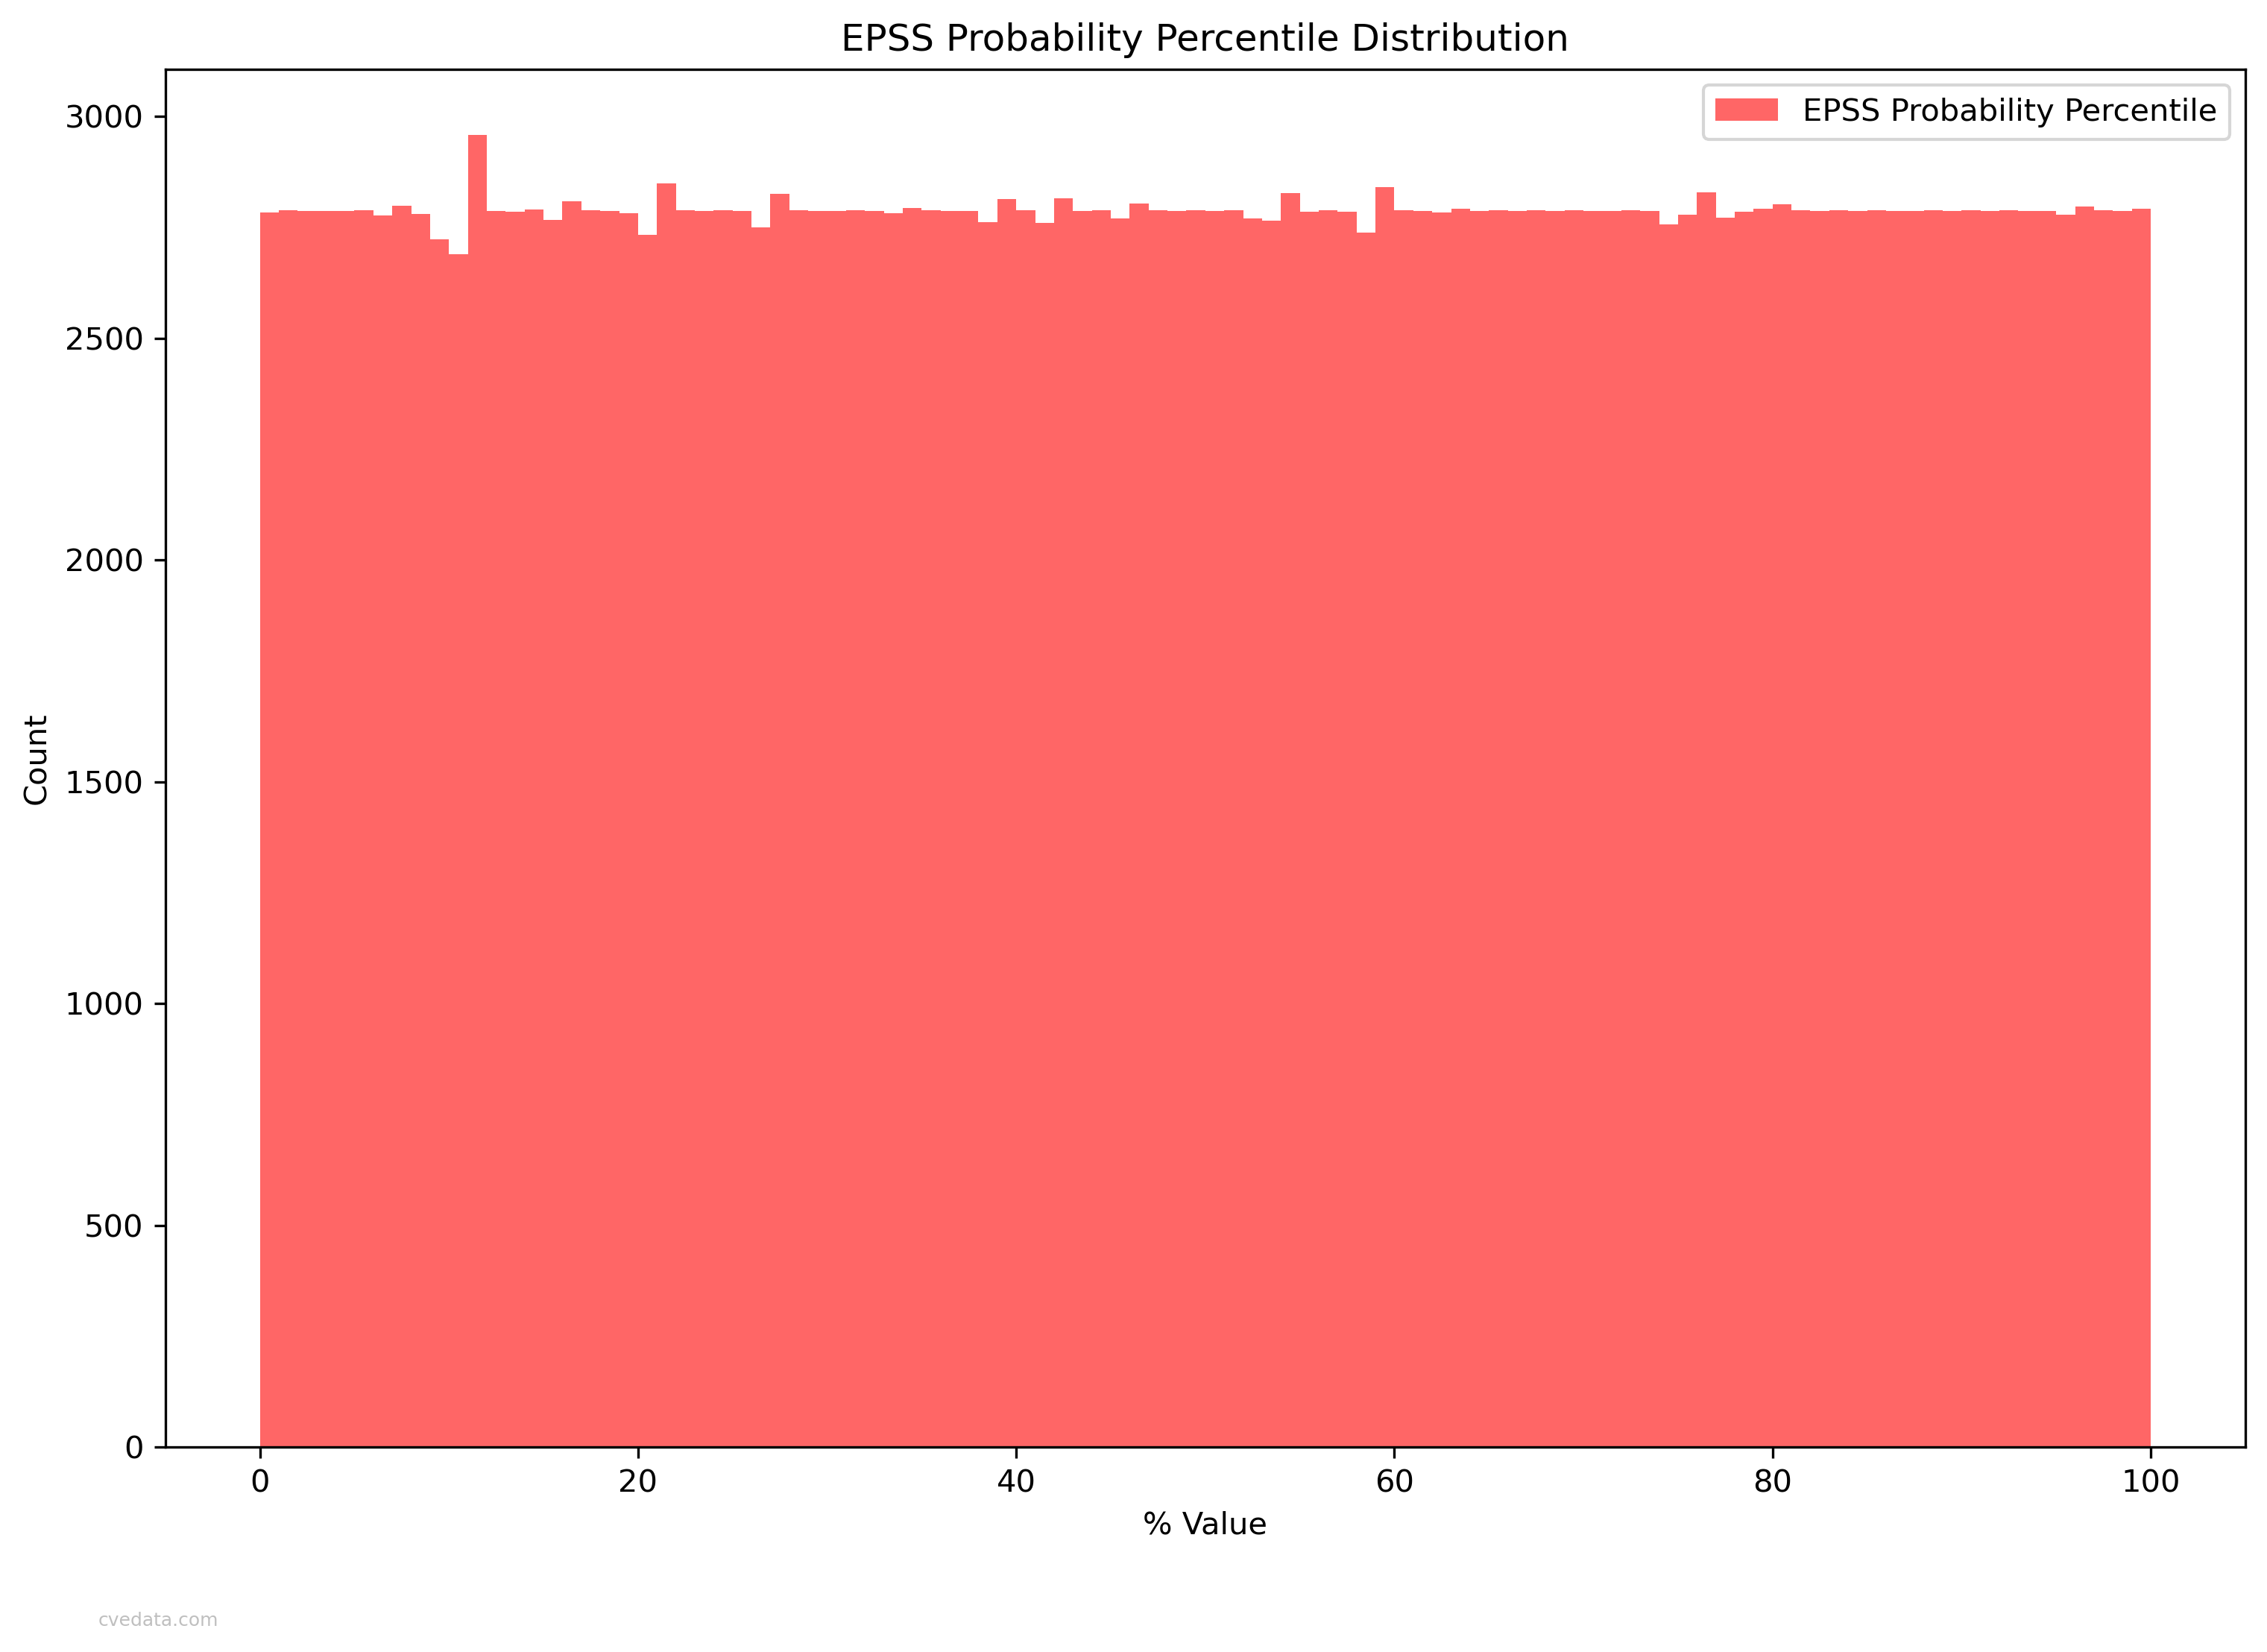 EPSS Probability Percentile Distribution
EPSS Probability Percentile
3000
2500
2000
1500
1000
500
0
Count
0 20 40 60 80 100
% Value
cvedata.com